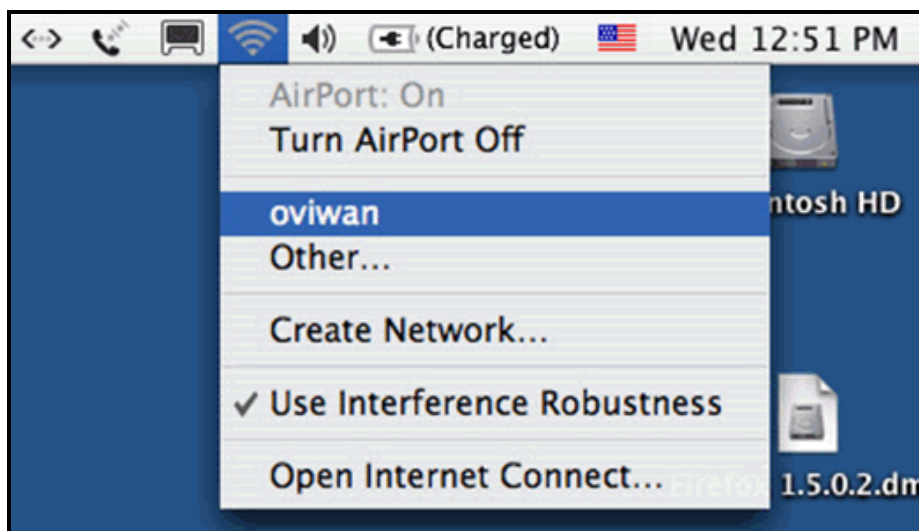 (Charged) Wed 12:51 PM
AirPort: On
Turn AirPort Off
oviwan
ntosh HD
Other...
Create Network...
Use Interference Robustness
Open Internet Connect...
Firefox 1.5.0.2.dm